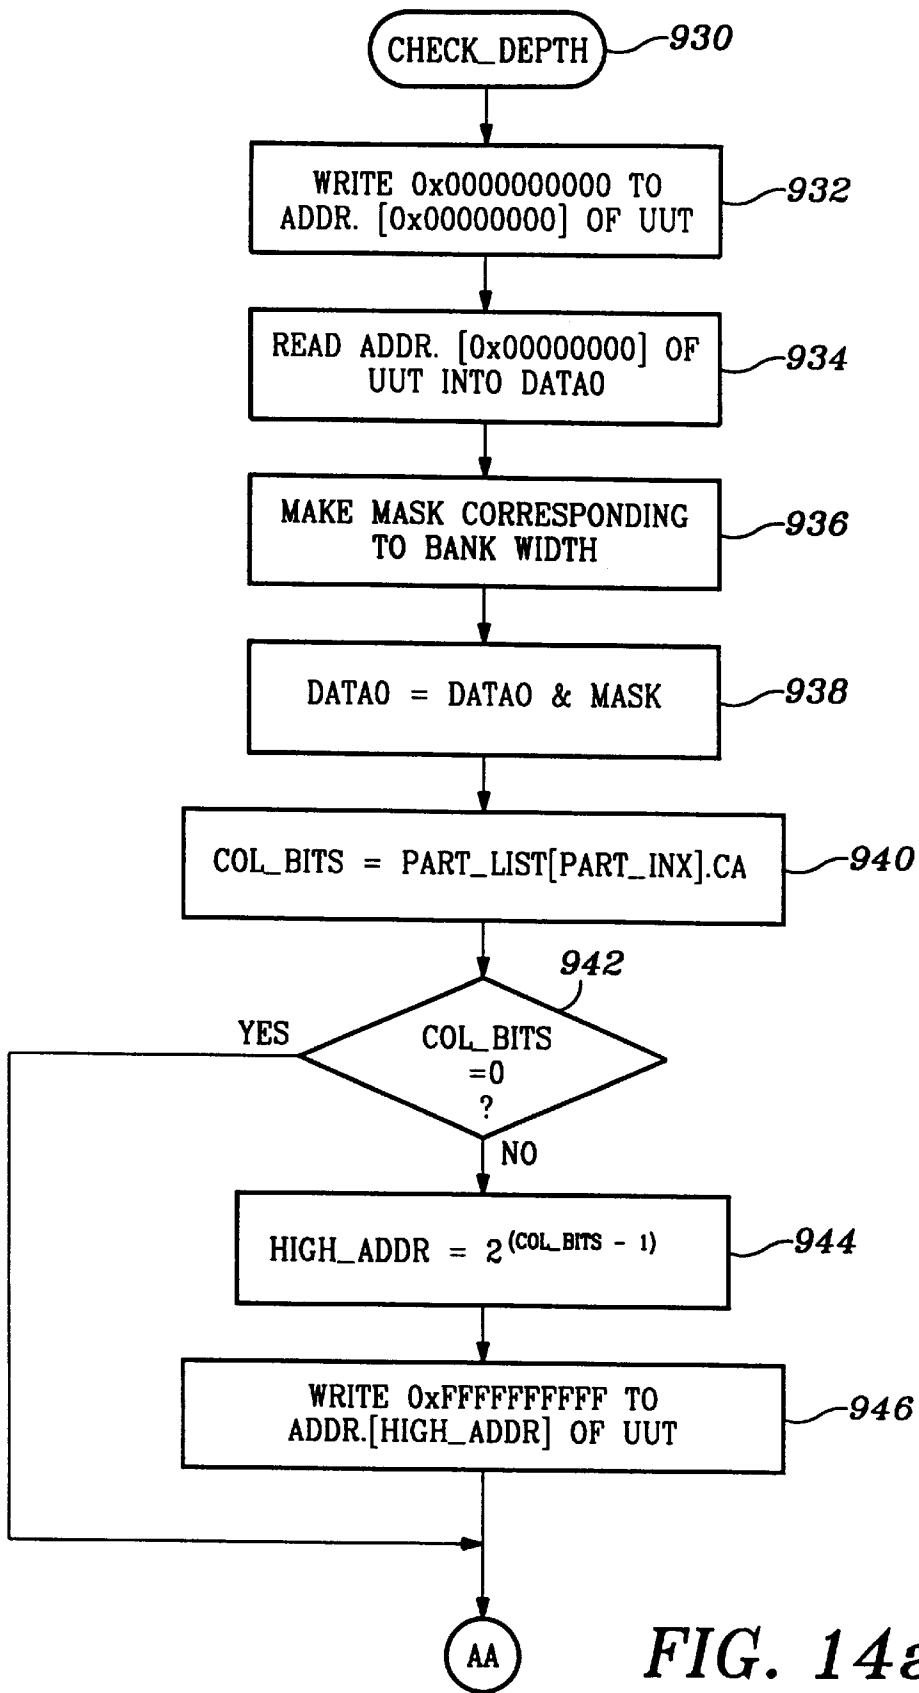 CHECK_DEPTH
930
WRITE 0x0000000000 TO
ADDR. [0x00000000] OF UUT
932
READ ADDR. [0x00000000] OF
UUT INTO DATA0
934
MAKE MASK CORRESPONDING
TO BANK WIDTH
936
DATA0 = DATA0 & MASK
938
COL_BITS = PART_LIST[PART_INX].CA
940
942
YES
COL_BITS
=0
?
NO
HIGH_ADDR = 2(COL_BITS - 1)
944
WRITE 0xFFFFFFFFFF TO
ADDR.[HIGH_ADDR] OF UUT
946
AA
FIG. 14a